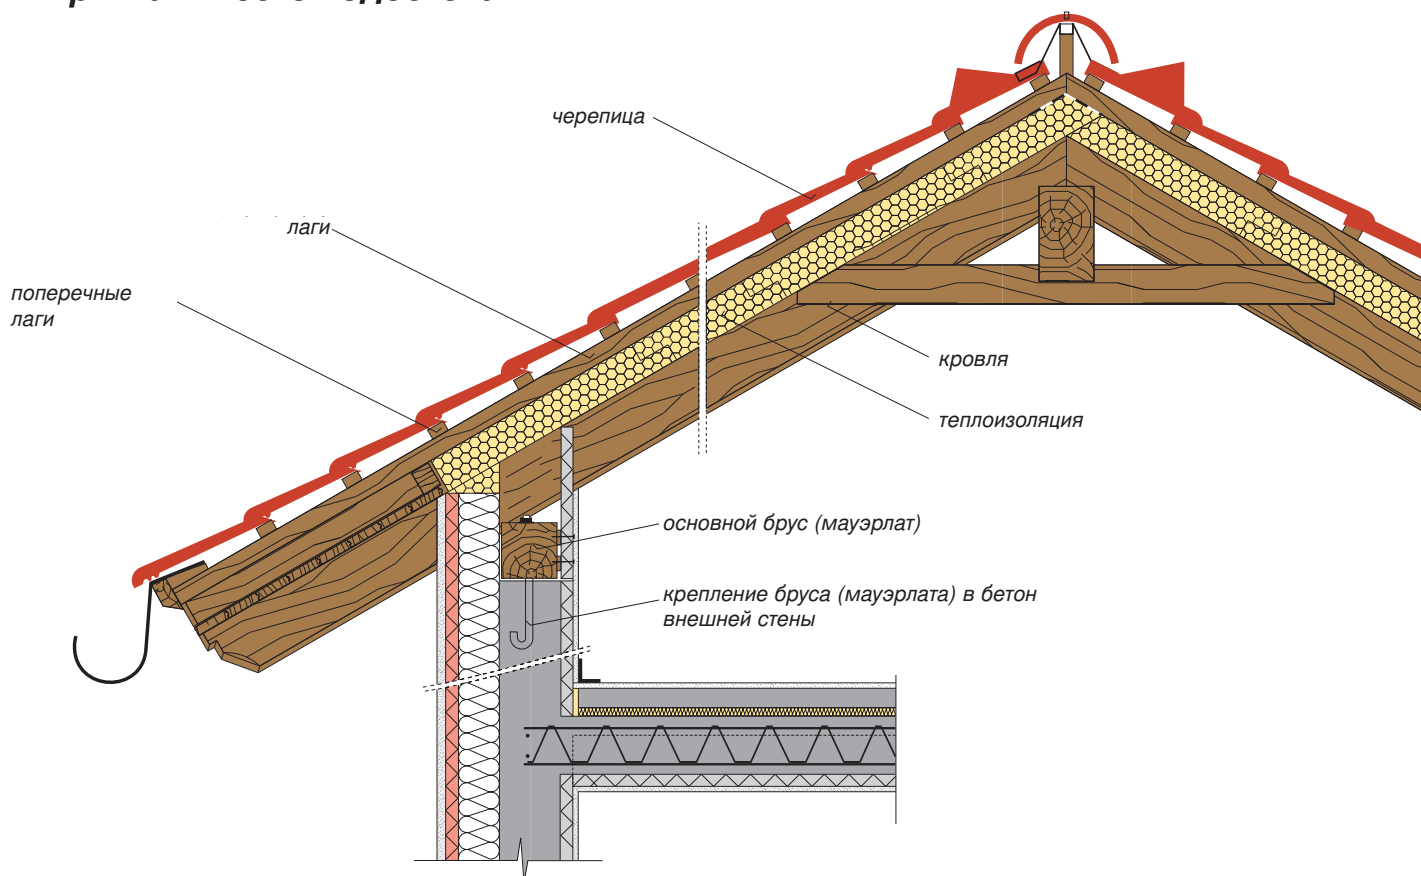 черепица
лаги
поперечные
лаги
кровля
теплоизоляция
основной брус (мауэрлат)
крепление бруса (мауэрлата) в бетон
внешней стены